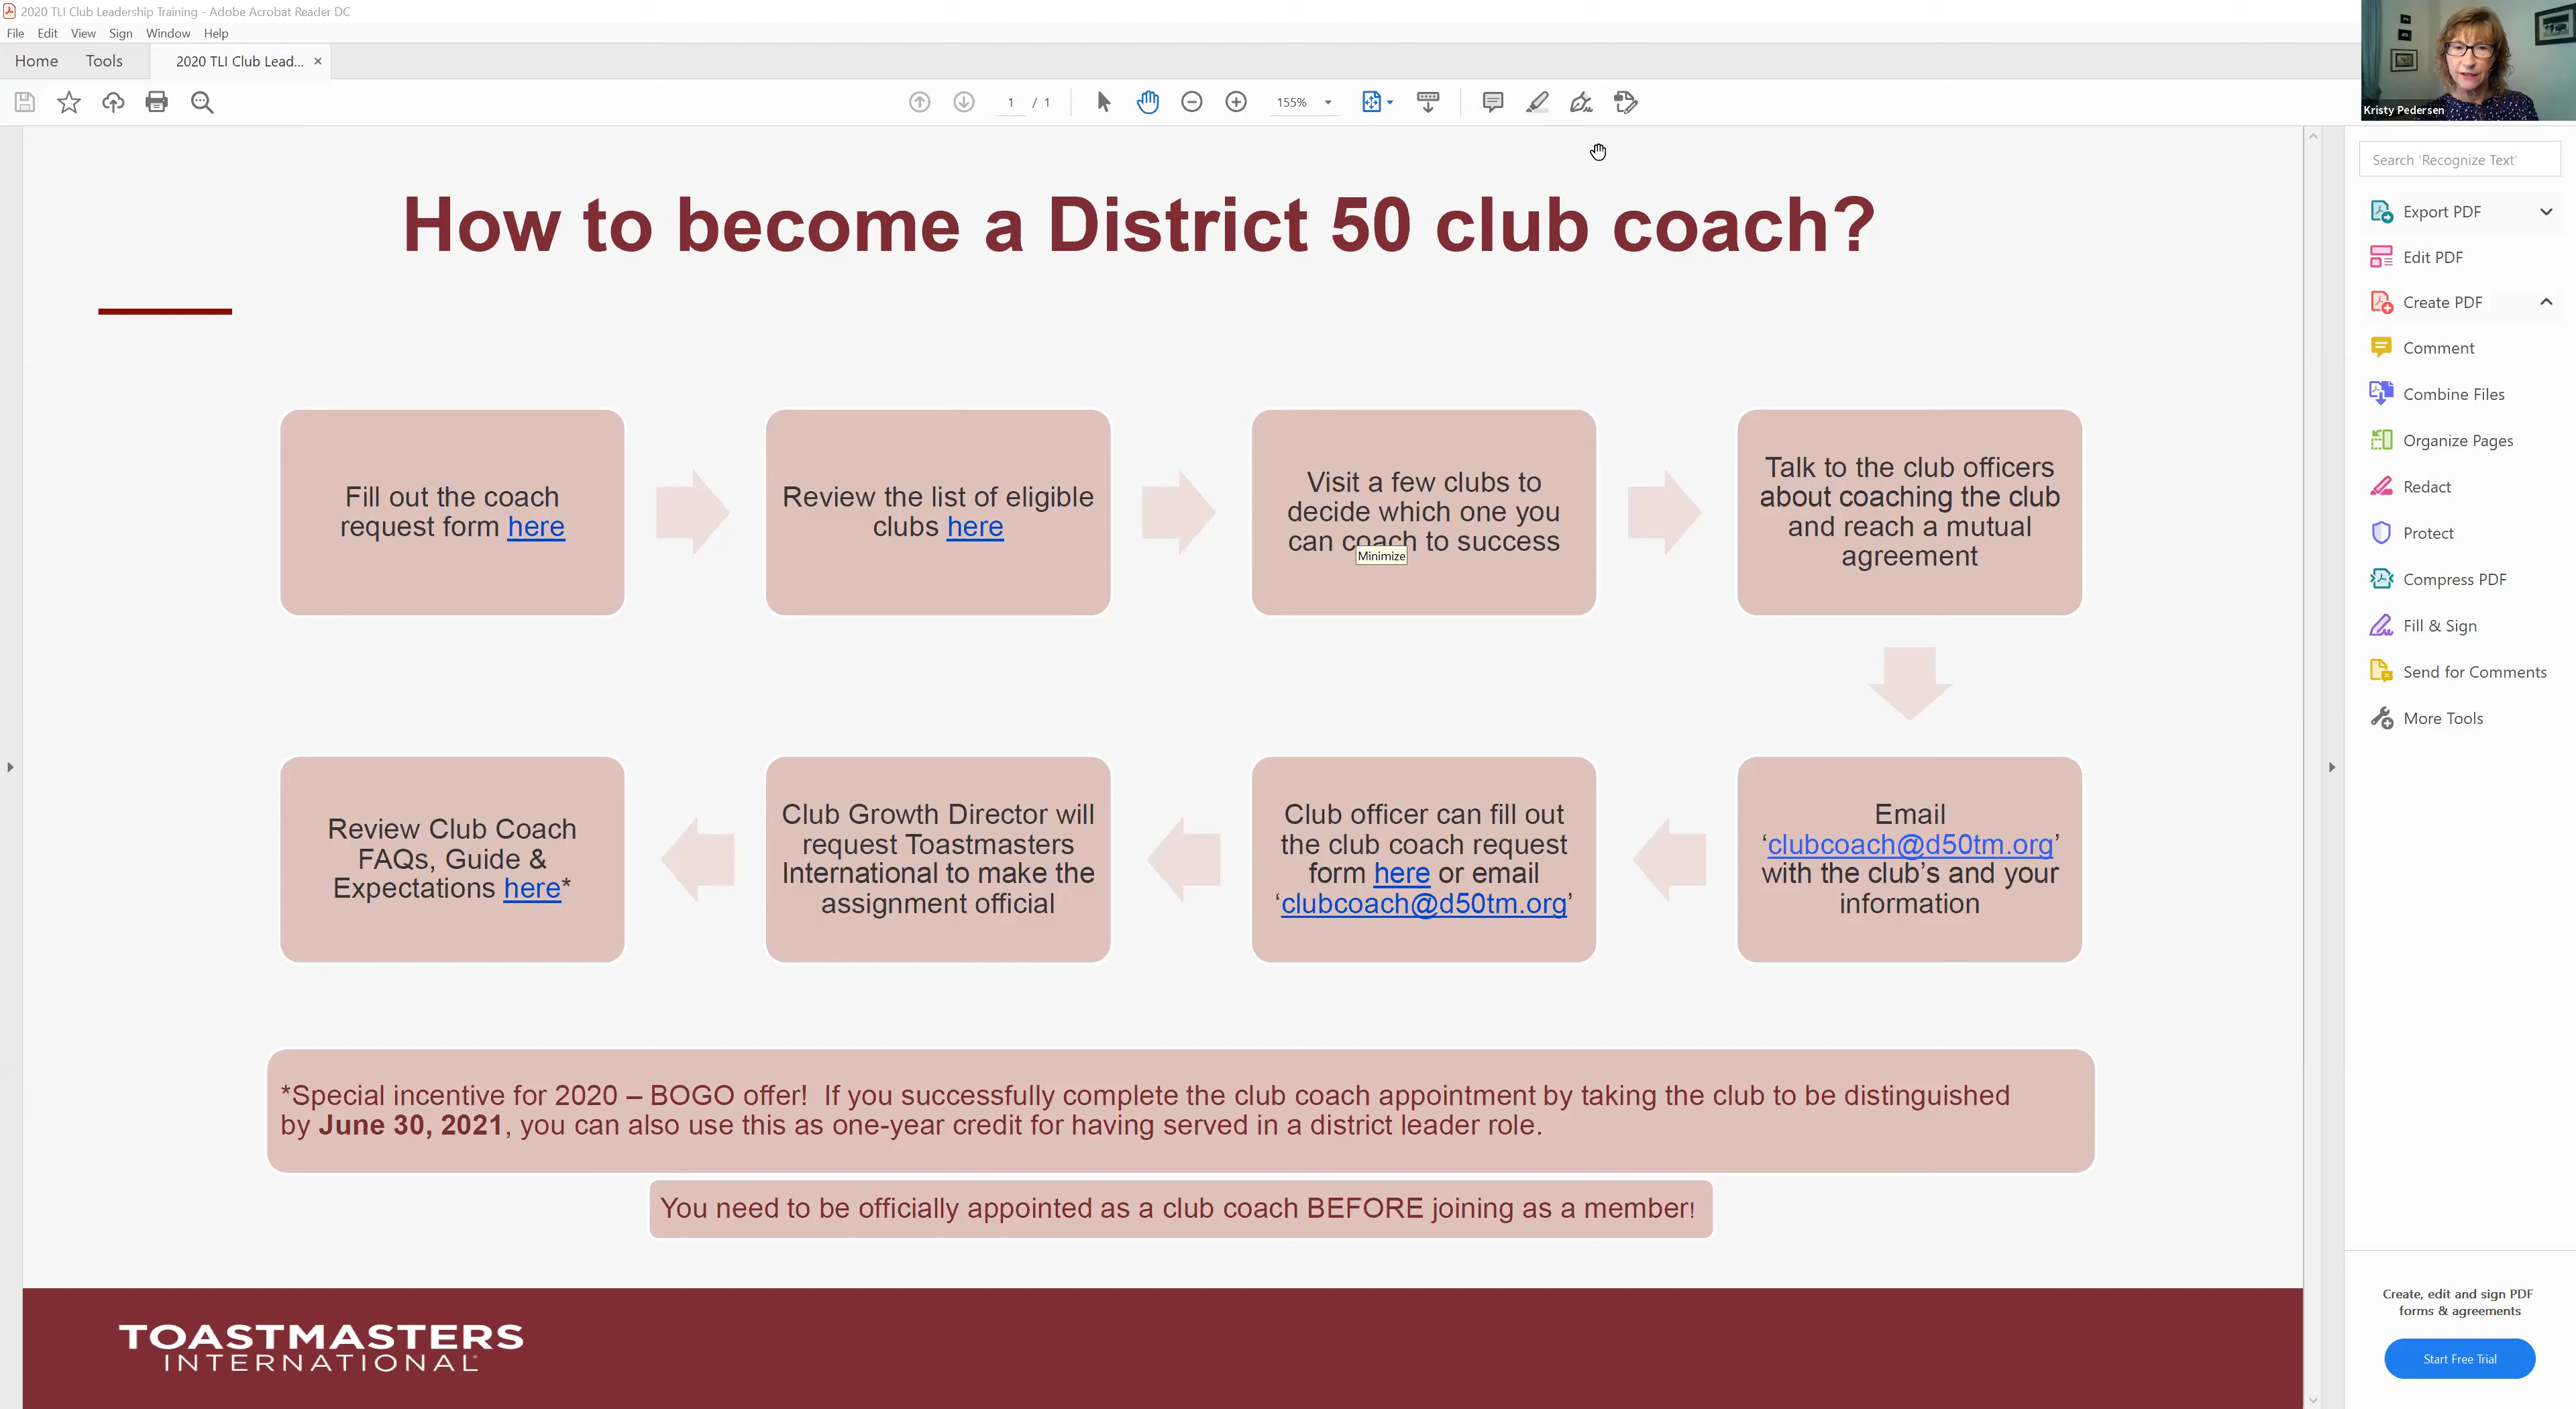 2020 TLI Club Leadership Training - Adobe Acrobat Reader DC
File Edit View Sign Window Help
Home Tools 2020 TLI Club Lead... ×
1 / 1 155%
Kristy Pedersen
Search 'Recognize Text'
Export PDF
Edit PDF
Create PDF
Comment
Combine Files
Organize Pages
Redact
Protect
Compress PDF
Fill & Sign
Send for Comments
More Tools
How to become a District 50 club coach?
Fill out the coach
request form here
Review the list of eligible
clubs here
Visit a few clubs to
decide which one you
can coach to success
Minimize
Talk to the club officers
about coaching the club
and reach a mutual
agreement
Email
‘clubcoach@d50tm.org’
with the club’s and your
information
Club officer can fill out
the club coach request
form here or email
‘clubcoach@d50tm.org’
Club Growth Director will
request Toastmasters
International to make the
assignment official
Review Club Coach
FAQs, Guide &
Expectations here*
*Special incentive for 2020 – BOGO offer!  If you successfully complete the club coach appointment by taking the club to be distinguished
by June 30, 2021, you can also use this as one-year credit for having served in a district leader role.
You need to be officially appointed as a club coach BEFORE joining as a member!
TOASTMASTERS
INTERNATIONAL
Create, edit and sign PDF
forms & agreements
Start Free Trial